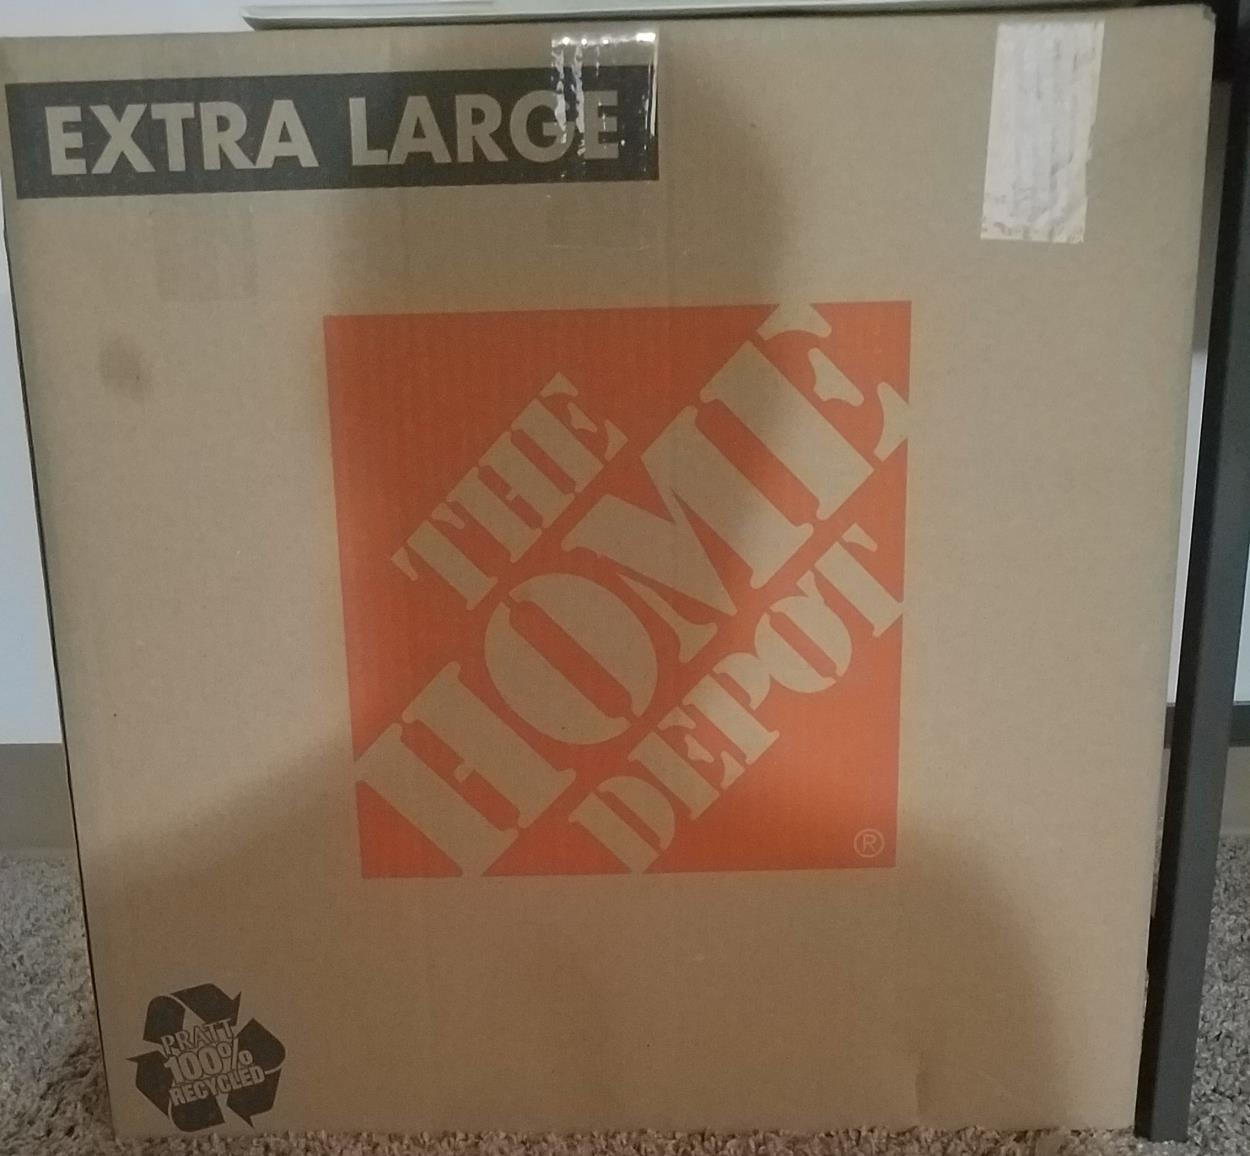 EXTRA LARGE
THE
HOME
DEPOT
®
PRATT
100%
RECYCLED